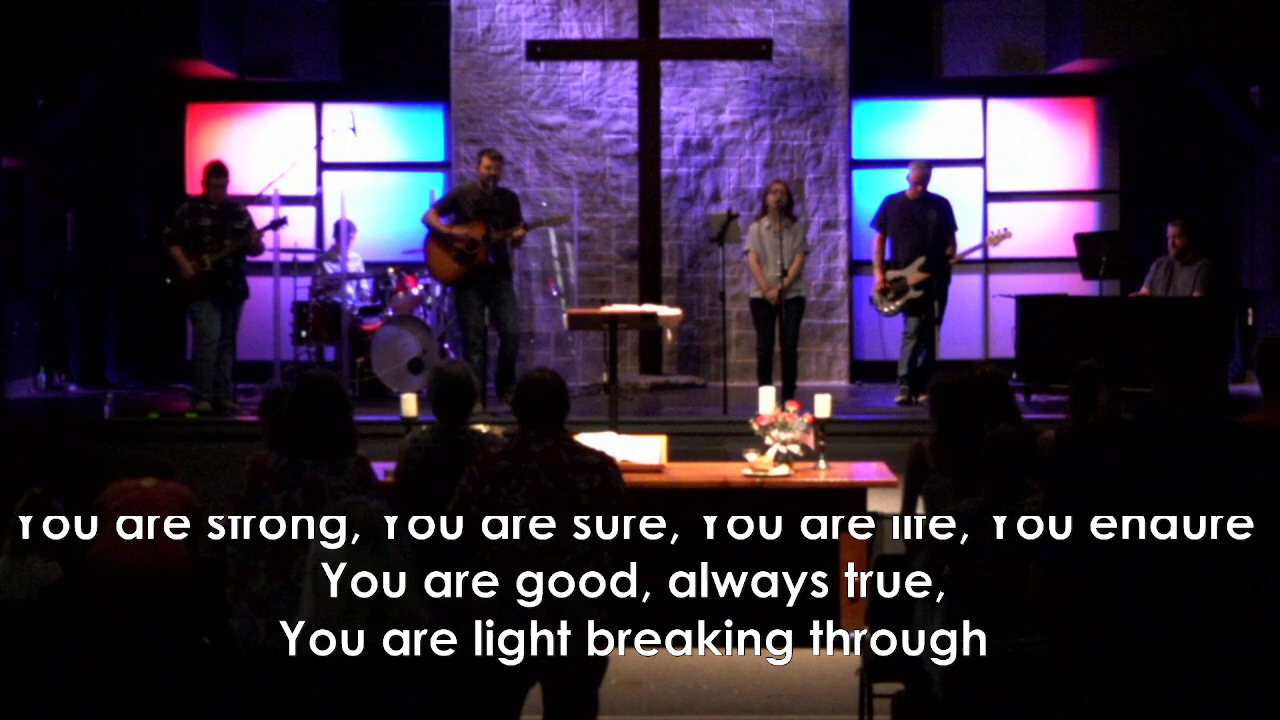 You are strong, You are sure, You are life, You endure
You are good, always true,
You are light breaking through